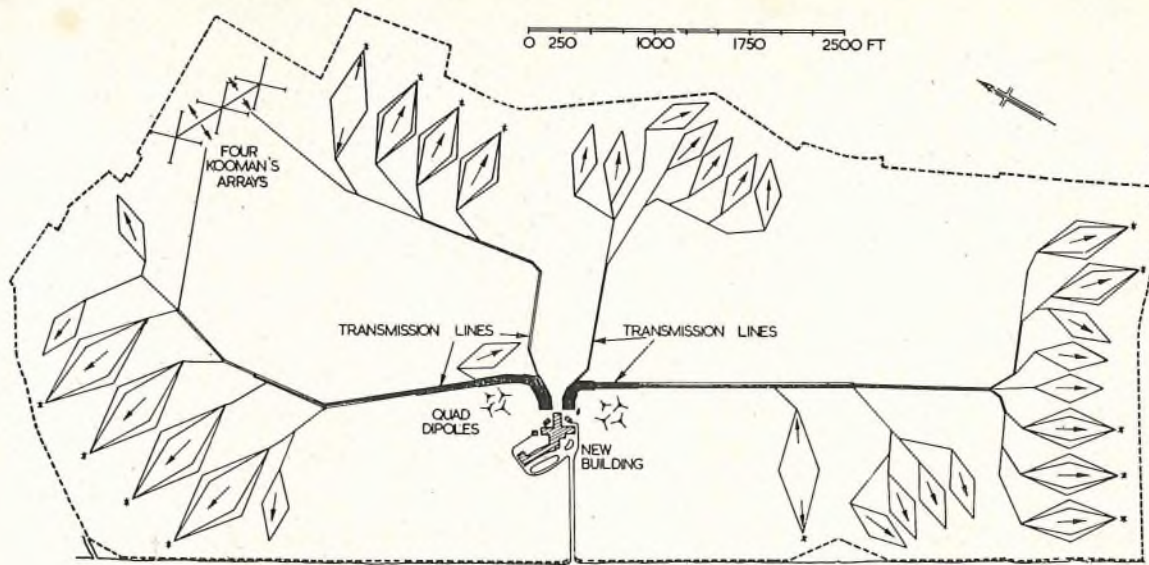 0 250 1000 1750 2500 FT
FOUR
KOOMAN'S
ARRAYS
TRANSMISSION LINES
TRANSMISSION LINES
QUAD
DIPOLES
NEW
BUILDING